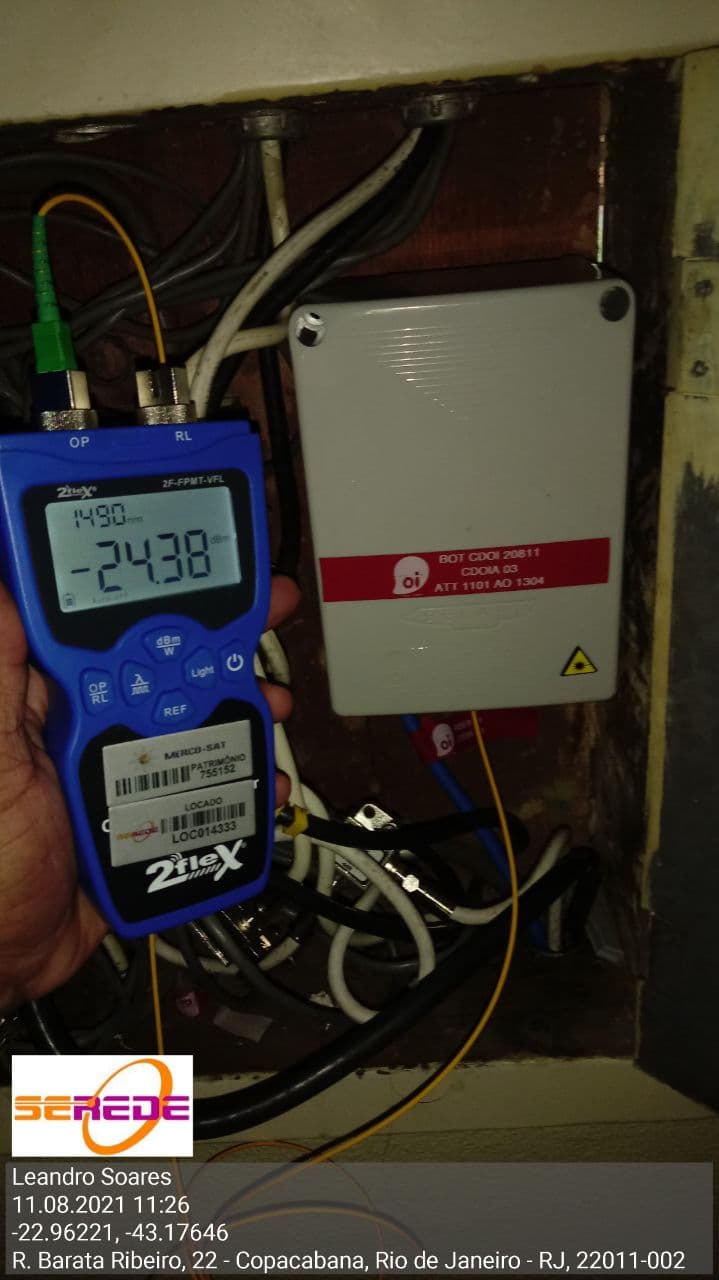 OP
RL
2flex
2F-FPMT-VFL
1490nm
-24.38 dBm
dBm
W
OP
RL
λ
Light
REF
MERCO-SAT
PATRIMÔNIO
755152
LOCADO
SEREDE
LOC014333
2flex
oi
BOT CDOI 20811
CDOIA 03
ATT 1101 AO 1304
oi
SEREDE
Leandro Soares
11.08.2021 11:26
-22.96221, -43.17646
R. Barata Ribeiro, 22 - Copacabana, Rio de Janeiro - RJ, 22011-002